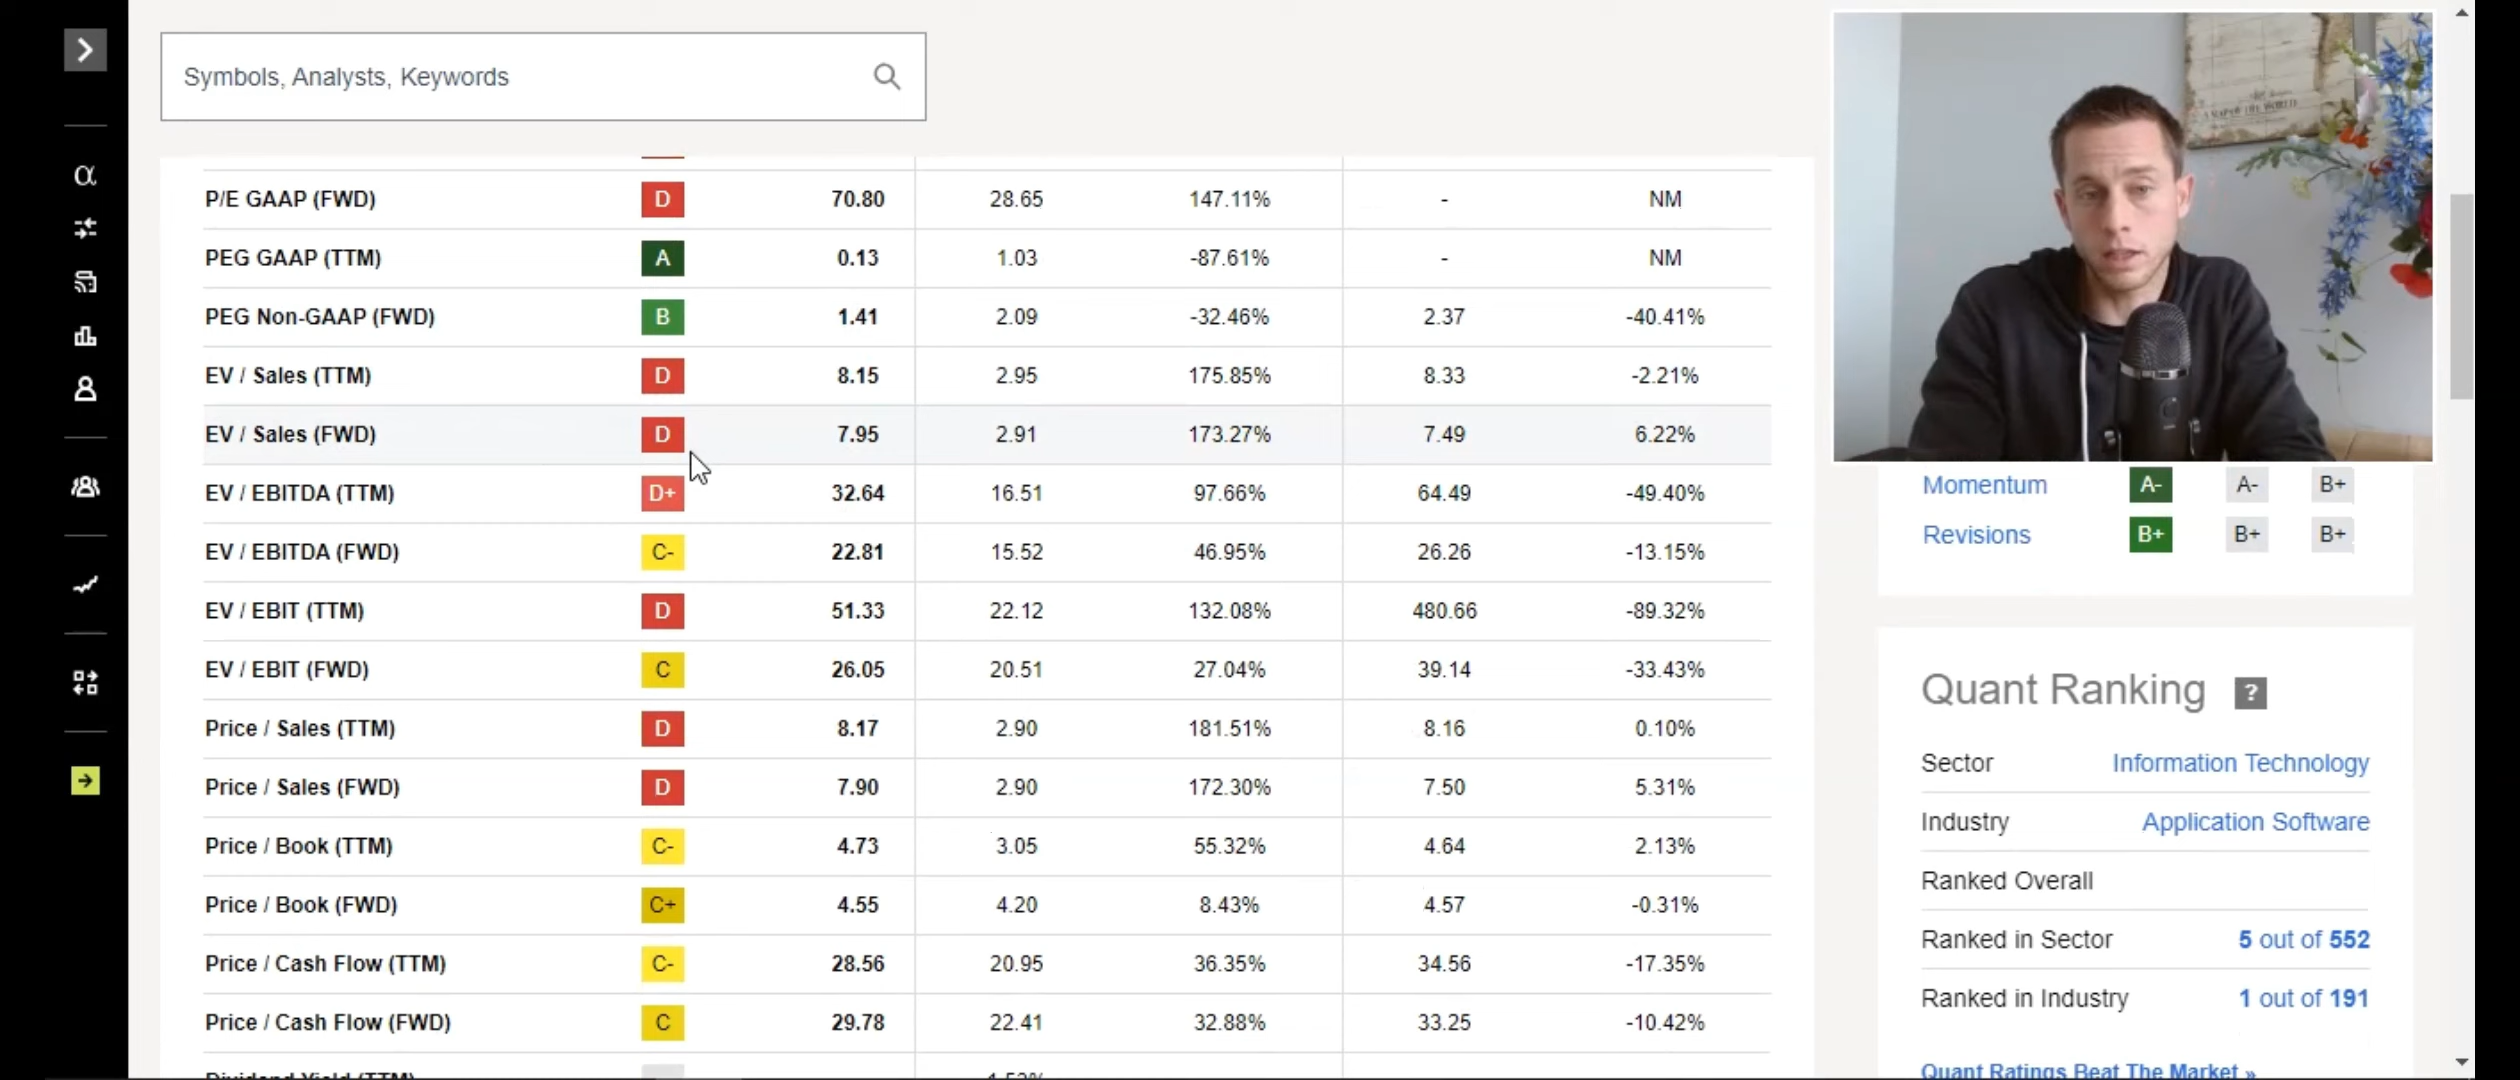 Symbols, Analysts, Keywords
P/E GAAP (FWD) D 70.80 28.65 147.11% - NM
PEG GAAP (TTM) A 0.13 1.03 -87.61% - NM
PEG Non-GAAP (FWD) B 1.41 2.09 -32.46% 2.37 -40.41%
EV / Sales (TTM) D 8.15 2.95 175.85% 8.33 -2.21%
EV / Sales (FWD) D 7.95 2.91 173.27% 7.49 6.22%
EV / EBITDA (TTM) D+ 32.64 16.51 97.66% 64.49 -49.40%
EV / EBITDA (FWD) C- 22.81 15.52 46.95% 26.26 -13.15%
EV / EBIT (TTM) D 51.33 22.12 132.08% 480.66 -89.32%
EV / EBIT (FWD) C 26.05 20.51 27.04% 39.14 -33.43%
Price / Sales (TTM) D 8.17 2.90 181.51% 8.16 0.10%
Price / Sales (FWD) D 7.90 2.90 172.30% 7.50 5.31%
Price / Book (TTM) C- 4.73 3.05 55.32% 4.64 2.13%
Price / Book (FWD) C+ 4.55 4.20 8.43% 4.57 -0.31%
Price / Cash Flow (TTM) C- 28.56 20.95 36.35% 34.56 -17.35%
Price / Cash Flow (FWD) C 29.78 22.41 32.88% 33.25 -10.42%
Dividend Yield (TTM)
Momentum A- A- B+
Revisions B+ B+ B+
Quant Ranking ?
Sector Information Technology
Industry Application Software
Ranked Overall
Ranked in Sector 5 out of 552
Ranked in Industry 1 out of 191
Quant Ratings Beat The Market »